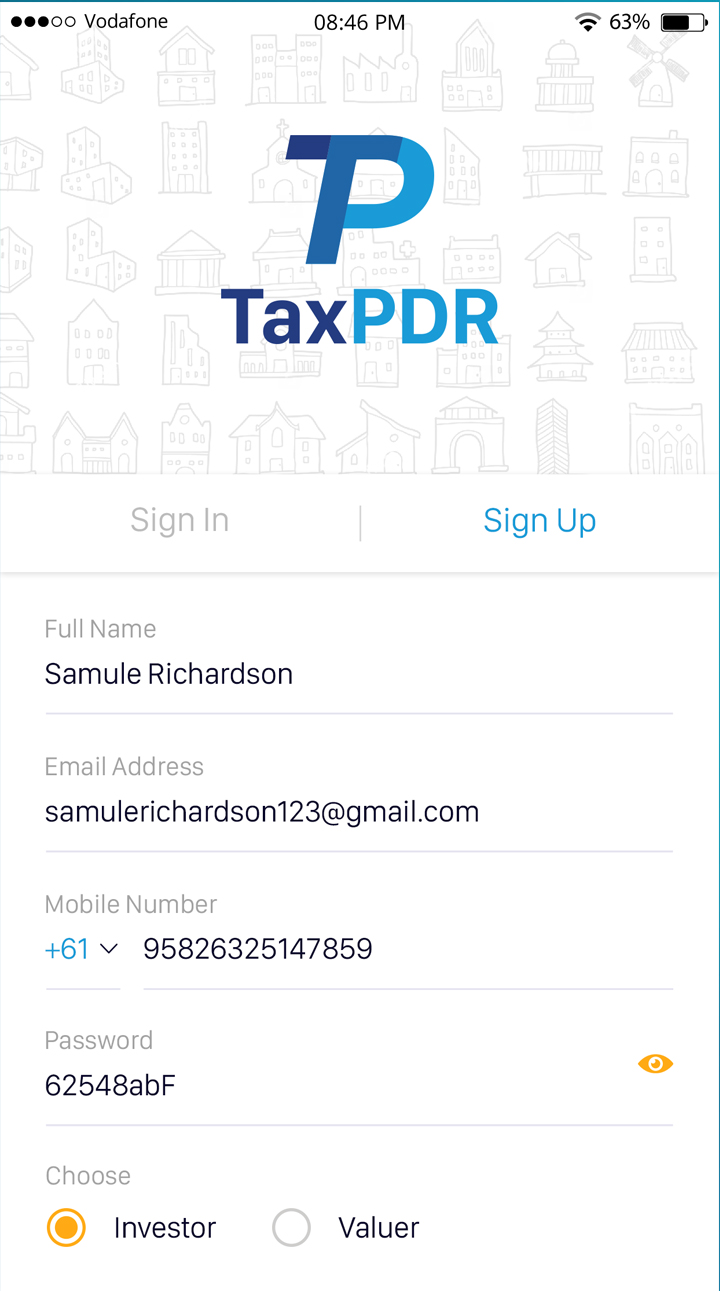 Vodafone 08:46 PM 63%
TaxPDR
Sign In | Sign Up
Full Name
Samule Richardson
Email Address
samulerichardson123@gmail.com
Mobile Number
+61 95826325147859
Password
62548abF
Choose
Investor Valuer